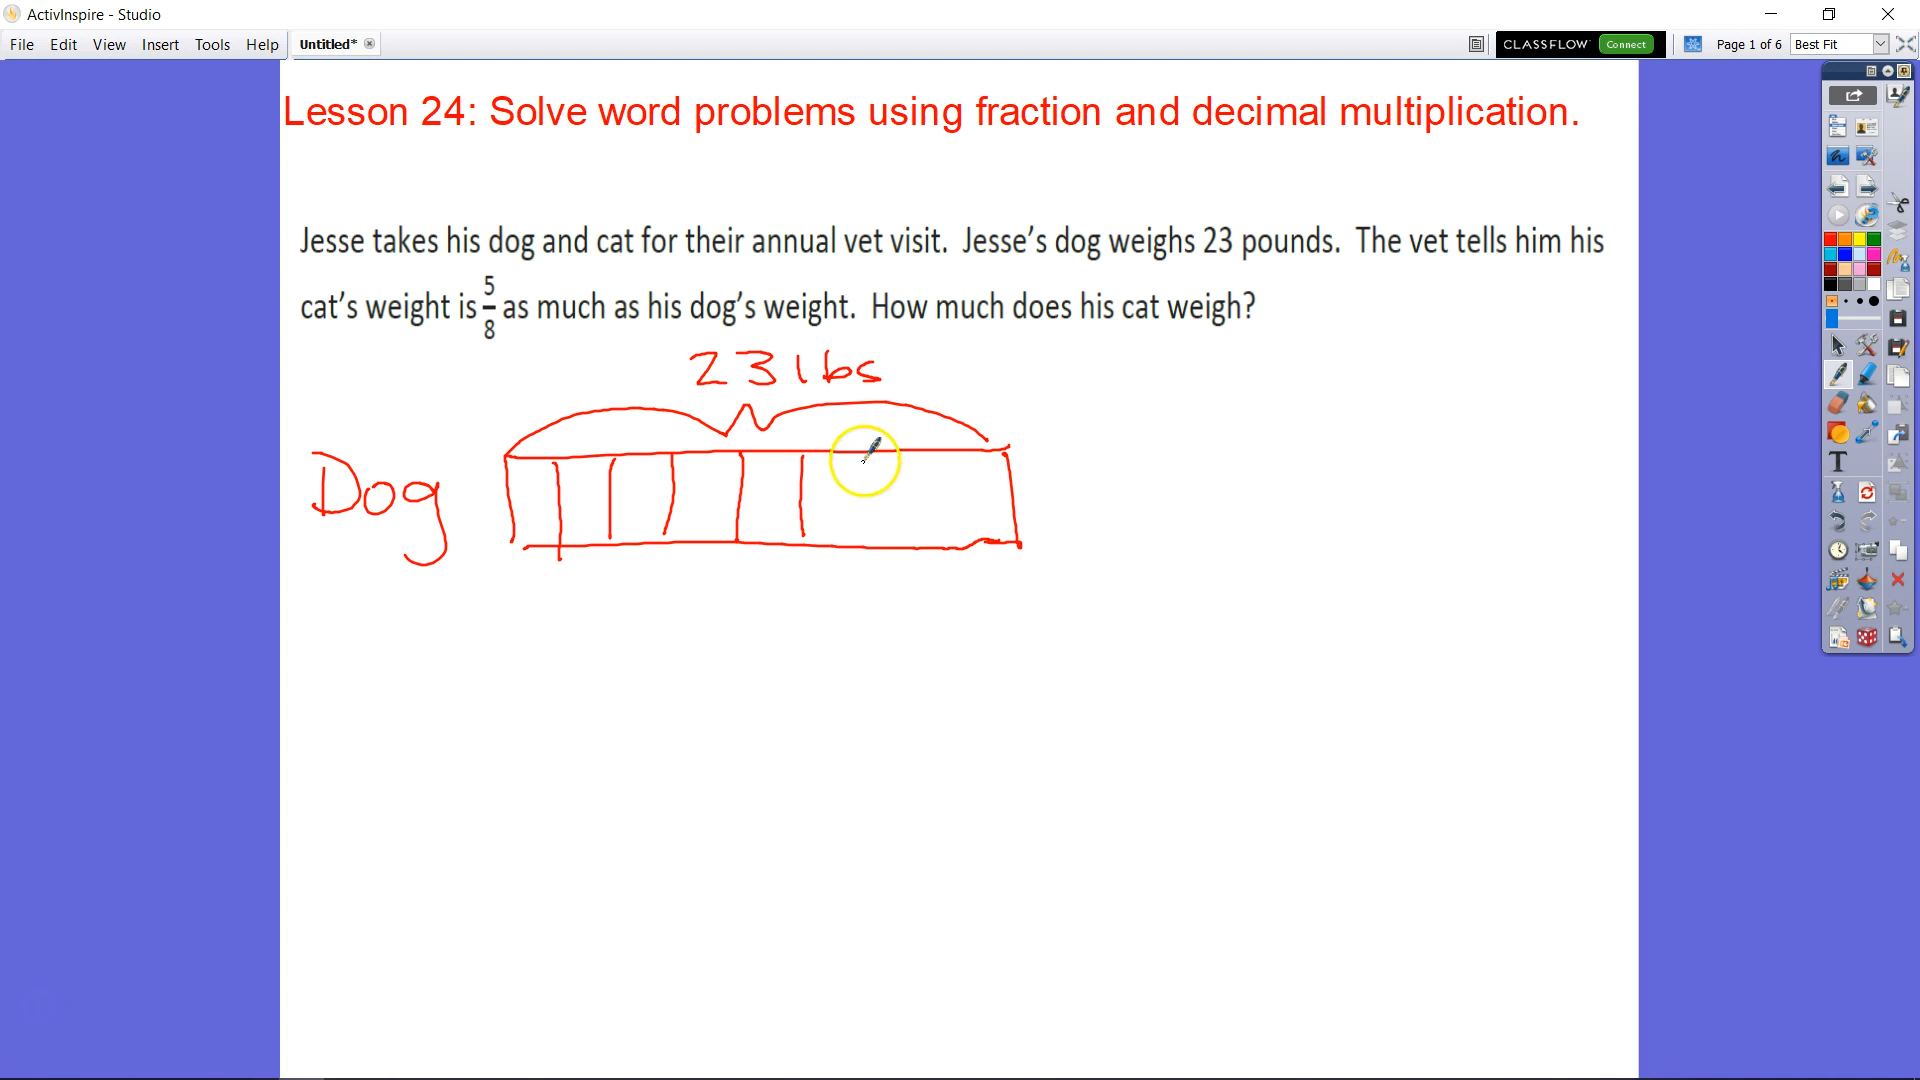 ActivInspire - Studio
File Edit View Insert Tools Help Untitled* CLASSFLOW Connect Page 1 of 6 Best Fit
Lesson 24: Solve word problems using fraction and decimal multiplication.
Jesse takes his dog and cat for their annual vet visit. Jesse's dog weighs 23 pounds. The vet tells him his
cat's weight is 5/8 as much as his dog's weight. How much does his cat weigh?
23 lbs
Dog